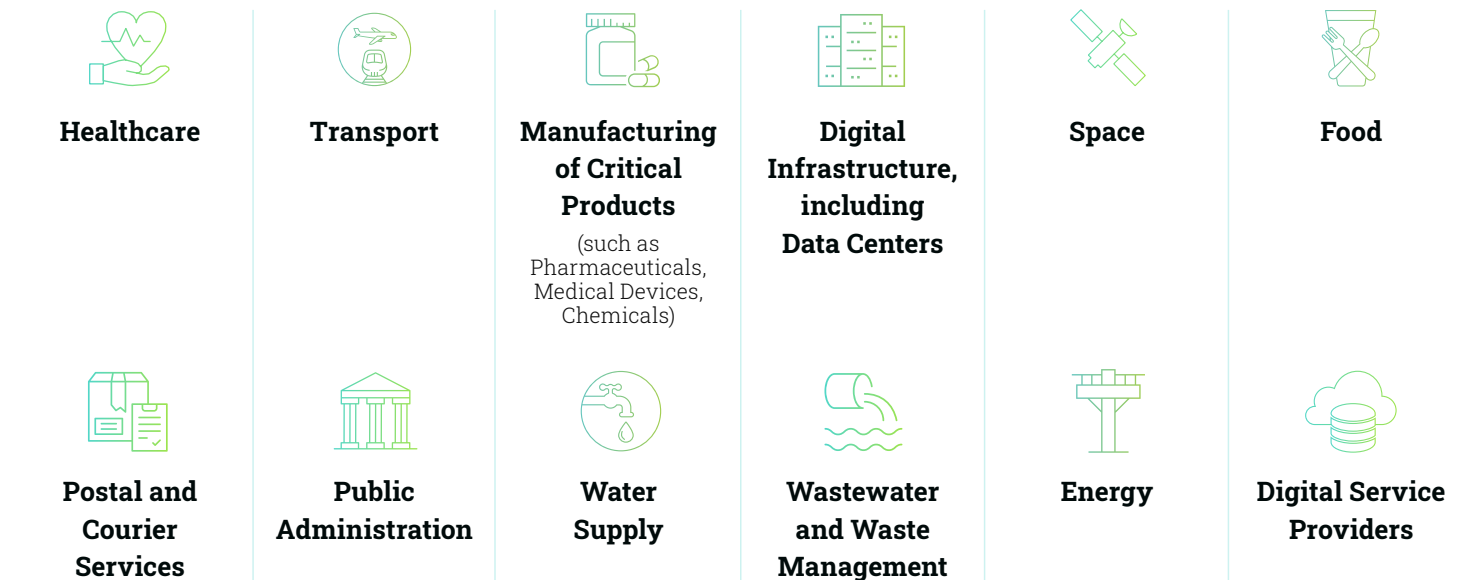 Healthcare
Transport
Manufacturing
of Critical
Products
(such as
Pharmaceuticals,
Medical Devices,
Chemicals)
Digital
Infrastructure,
including
Data Centers
Space
Food
Postal and
Courier
Services
Public
Administration
Water
Supply
Wastewater
and Waste
Management
Energy
Digital Service
Providers